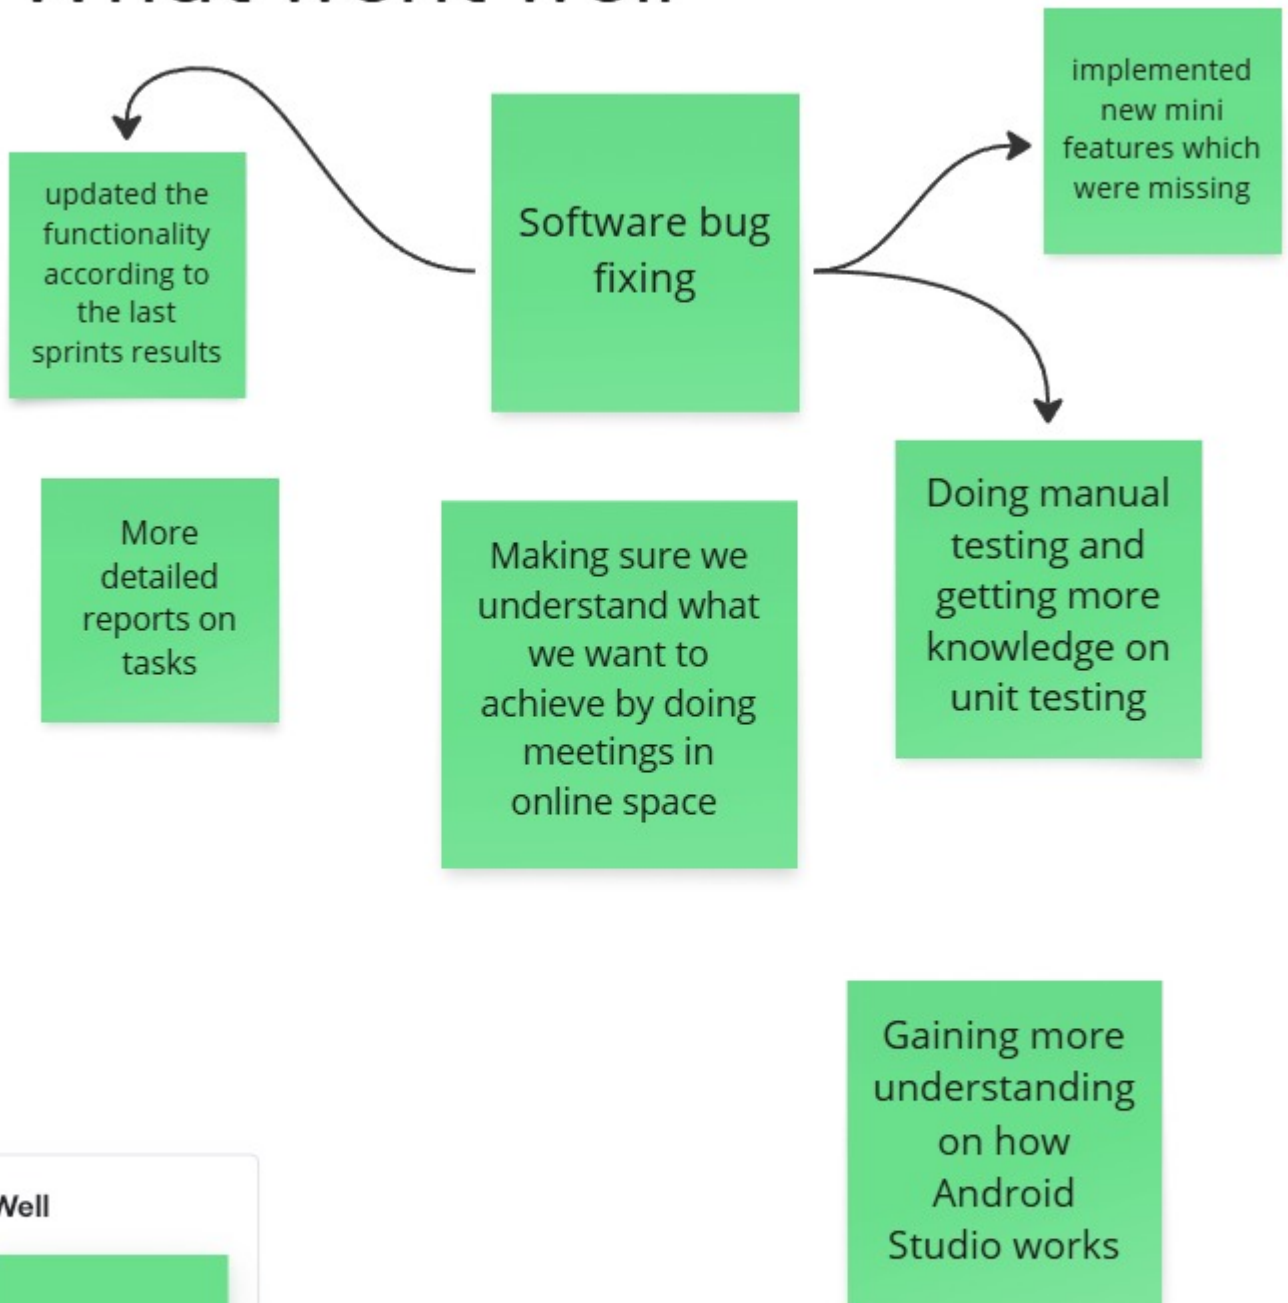 updated the
functionality
according to
the last
sprints results
Software bug
fixing
implemented
new mini
features which
were missing
More
detailed
reports on
tasks
Making sure we
understand what
we want to
achieve by doing
meetings in
online space
Doing manual
testing and
getting more
knowledge on
unit testing
Gaining more
understanding
on how
Android
Studio works
Well